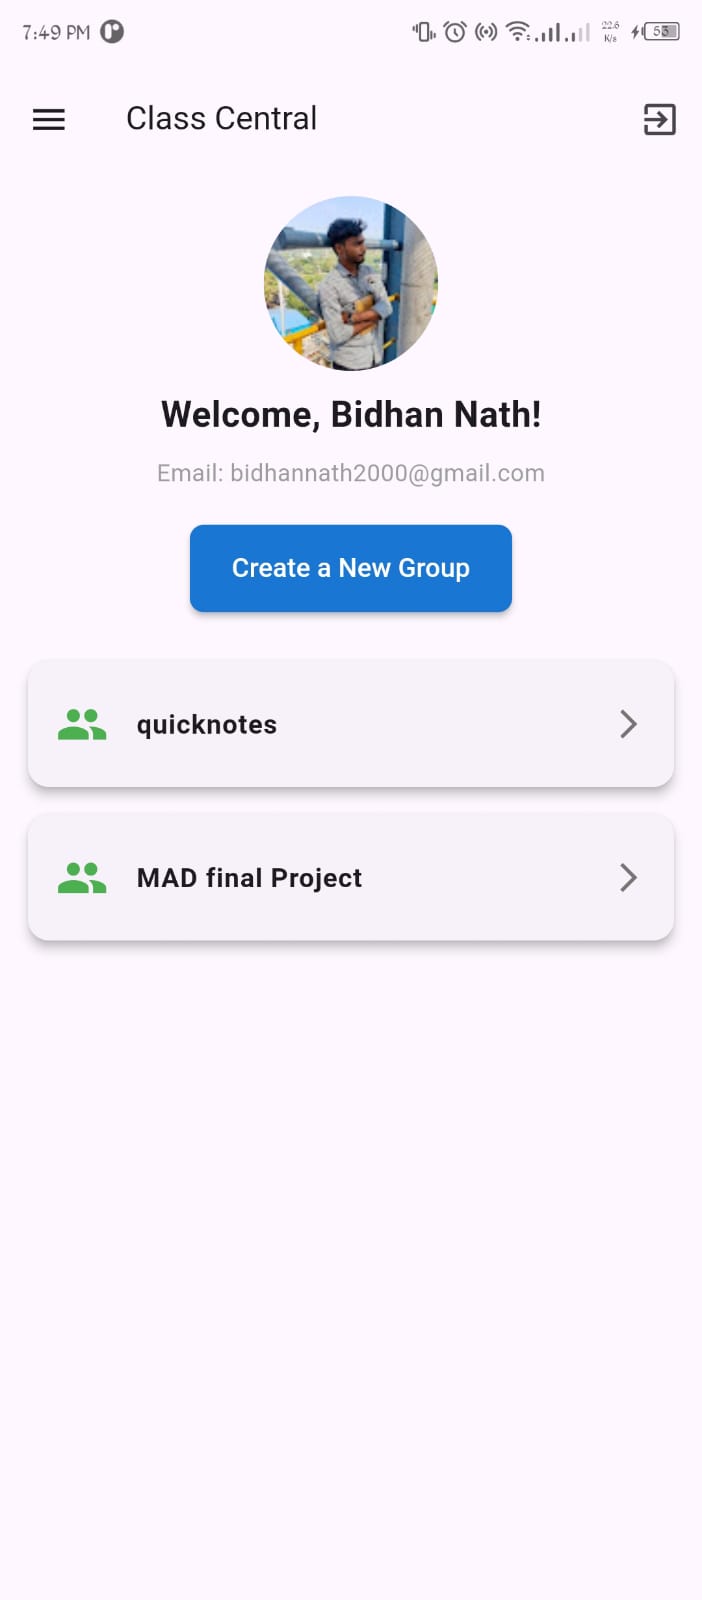 7:49 PM
22.6
K/s
53
Class Central
Welcome, Bidhan Nath!
Email: bidhannath2000@gmail.com
Create a New Group
quicknotes
MAD final Project